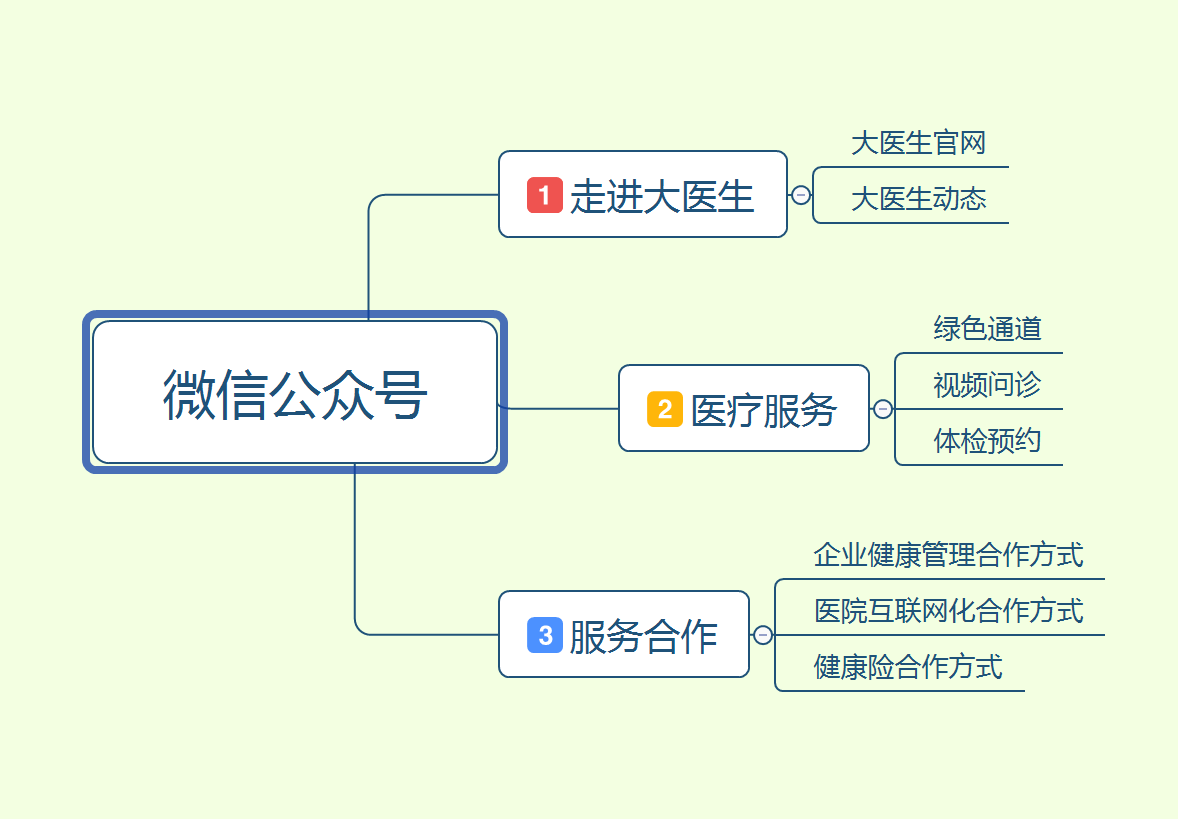 微信公众号
1 走进大医生
大医生官网
大医生动态
2 医疗服务
绿色通道
视频问诊
体检预约
3 服务合作
企业健康管理合作方式
医院互联网化合作方式
健康险合作方式